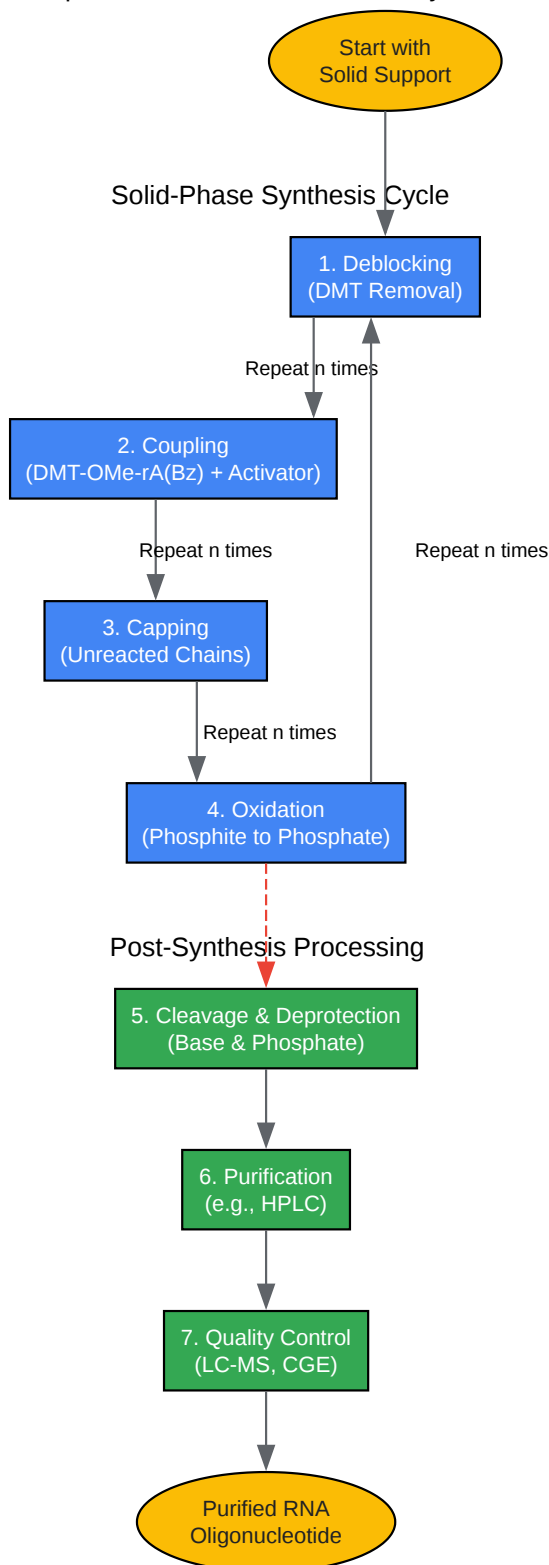 Start with
Solid Support
Solid-Phase Synthesis Cycle
1. Deblocking
(DMT Removal)
Repeat n times
2. Coupling
(DMT-OMe-rA(Bz) + Activator)
Repeat n times
Repeat n times
3. Capping
(Unreacted Chains)
Repeat n times
4. Oxidation
(Phosphite to Phosphate)
Post-Synthesis Processing
5. Cleavage & Deprotection
(Base & Phosphate)
6. Purification
(e.g., HPLC)
7. Quality Control
(LC-MS, CGE)
Purified RNA
Oligonucleotide